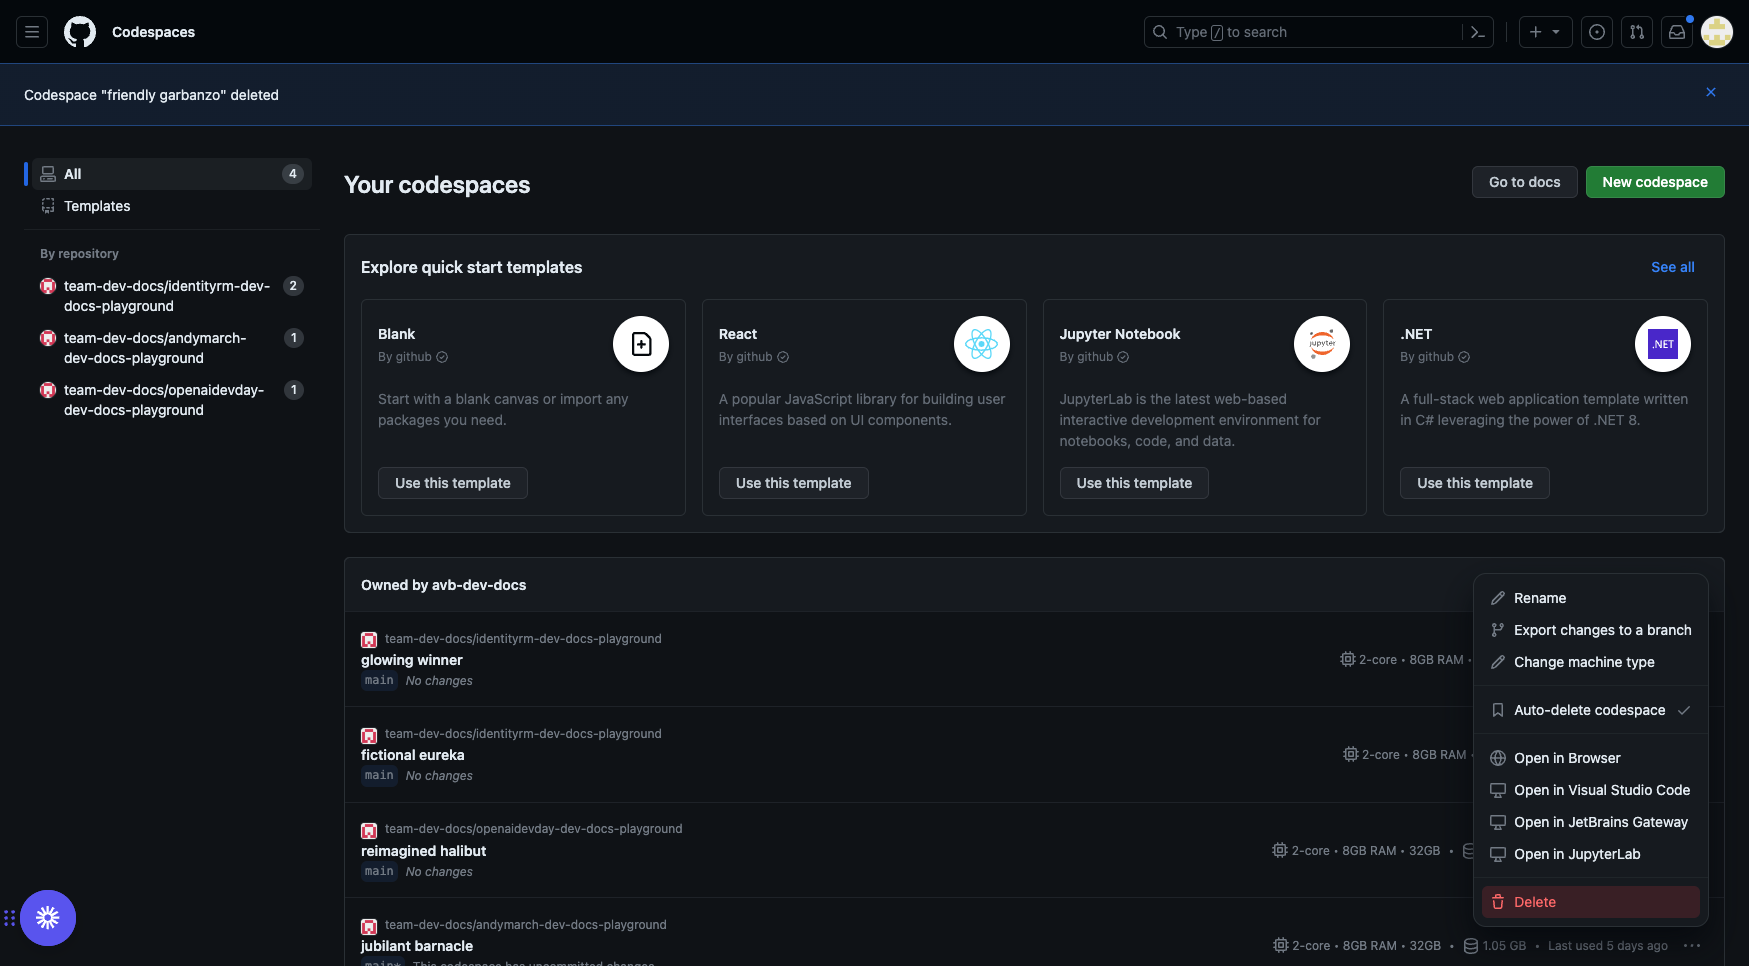 Codespaces
Type / to search
Codespace "friendly garbanzo" deleted
All
4
Templates
By repository
team-dev-docs/identityrm-dev-docs-playground
2
team-dev-docs/andymarch-dev-docs-playground
1
team-dev-docs/openaidevday-dev-docs-playground
1
Your codespaces
Go to docs
New codespace
Explore quick start templates
See all
Blank
By github
Start with a blank canvas or import any
packages you need.
Use this template
React
By github
A popular JavaScript library for building user
interfaces based on UI components.
Use this template
Jupyter Notebook
By github
jupyter
JupyterLab is the latest web-based
interactive development environment for
notebooks, code, and data.
Use this template
.NET
By github
.NET
A full-stack web application template written
in C# leveraging the power of .NET 8.
Use this template
Owned by avb-dev-docs
team-dev-docs/identityrm-dev-docs-playground
glowing winner
main No changes
2-core • 8GB RAM •
team-dev-docs/identityrm-dev-docs-playground
fictional eureka
main No changes
2-core • 8GB RAM •
team-dev-docs/openaidevday-dev-docs-playground
reimagined halibut
main No changes
2-core • 8GB RAM • 32GB •
team-dev-docs/andymarch-dev-docs-playground
jubilant barnacle
main* This codespace has uncommitted changes
2-core • 8GB RAM • 32GB • 1.05 GB • Last used 5 days ago
Rename
Export changes to a branch
Change machine type
Auto-delete codespace
Open in Browser
Open in Visual Studio Code
Open in JetBrains Gateway
Open in JupyterLab
Delete